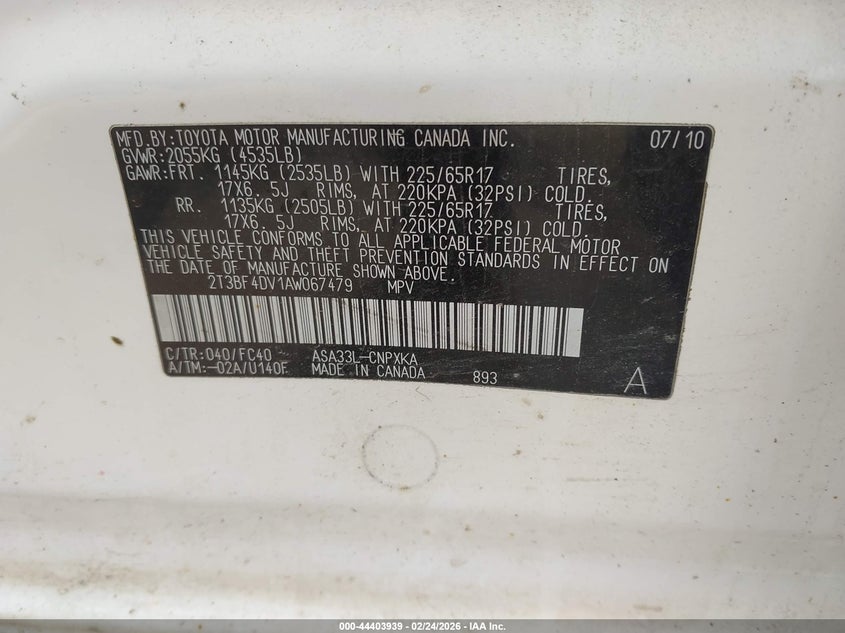 MFD.BY:TOYOTA MOTOR MANUFACTURING CANADA INC. 07/10
GVWR:2055KG (4535LB)
GAWR:FRT. 1145KG (2535LB) WITH 225/65R17 TIRES,
17X6.5J RIMS, AT 220KPA (32PSI) COLD.
RR. 1135KG (2505LB) WITH 225/65R17 TIRES,
17X6.5J RIMS, AT 220KPA (32PSI) COLD.
THIS VEHICLE CONFORMS TO ALL APPLICABLE FEDERAL MOTOR
VEHICLE SAFETY AND THEFT PREVENTION STANDARDS IN EFFECT ON
THE DATE OF MANUFACTURE SHOWN ABOVE.
2T3BF4DV1AW067479 MPV
C/TR:040/FC40 ASA33L-CNPXKA
A/TM:-02A/U140F MADE IN CANADA 893 A
000-44403939 - 02/24/2026 - IAA Inc.